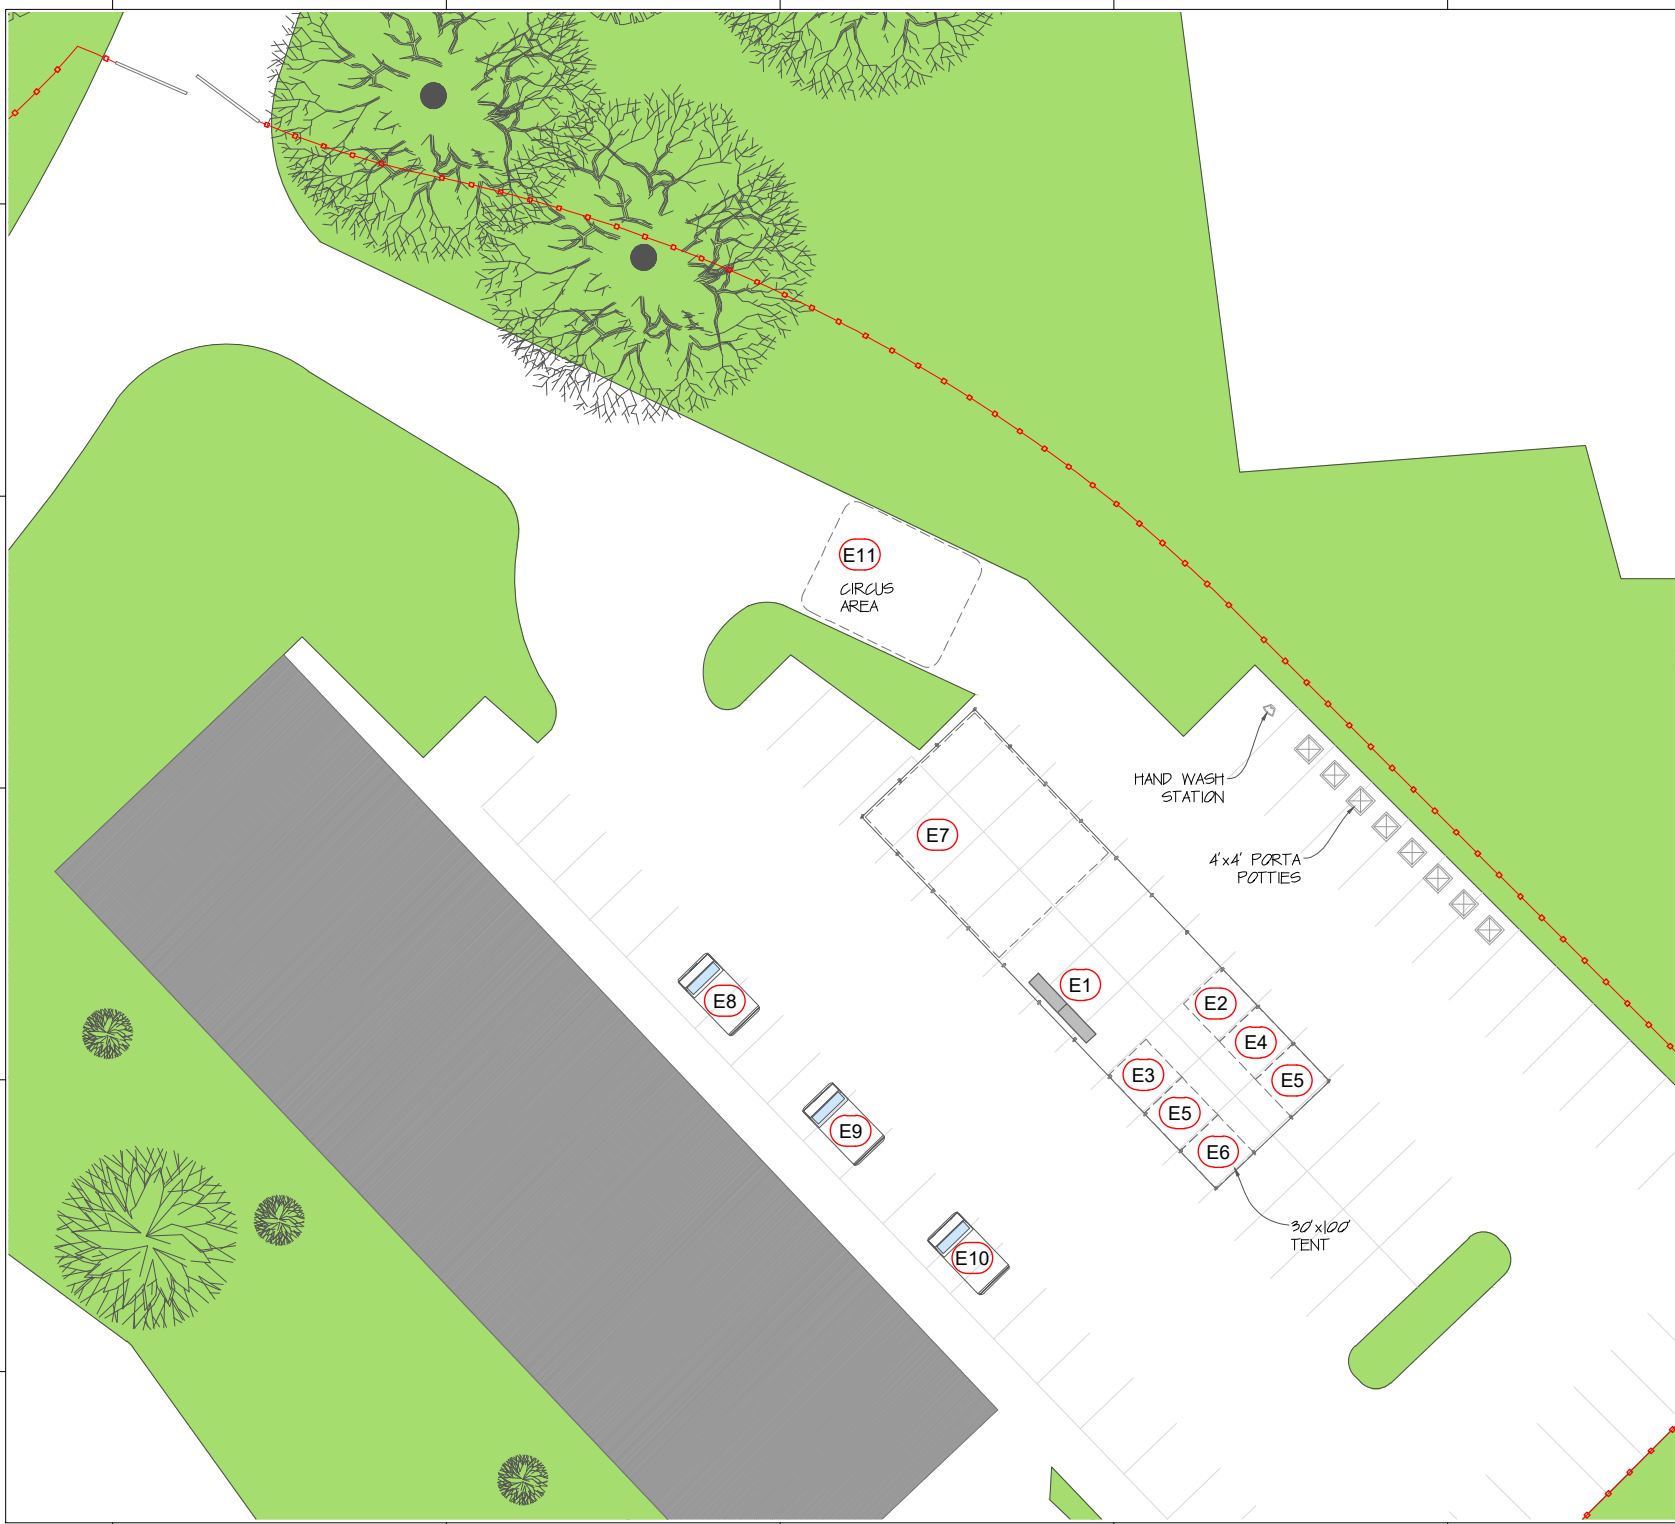 E11
CIRCUS
AREA
HAND WASH
STATION
4'x4' PORTA
POTTIES
E7
E1
E2
E4
E5
E3
E5
E6
E8
E9
E10
30'x100'
TENT